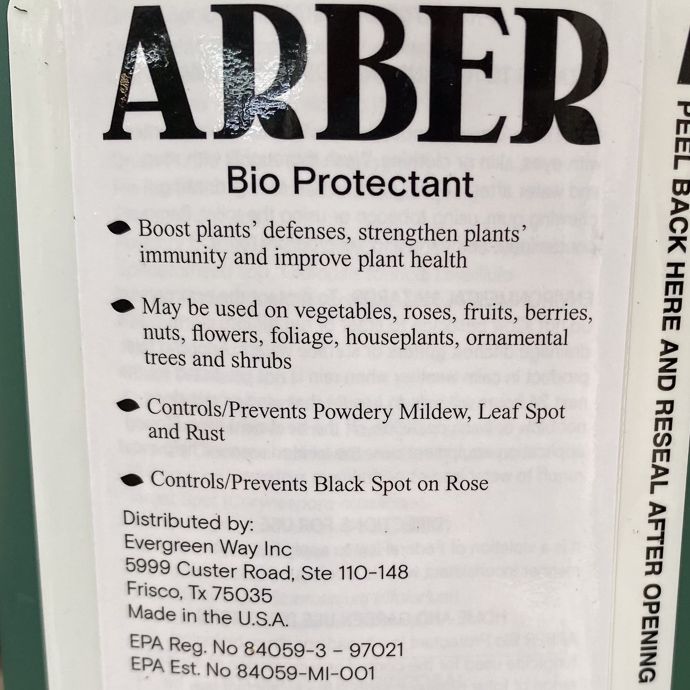 ARBER
Bio Protectant
Boost plants' defenses, strengthen plants'
immunity and improve plant health
May be used on vegetables, roses, fruits, berries,
nuts, flowers, foliage, houseplants, ornamental
trees and shrubs
Controls/Prevents Powdery Mildew, Leaf Spot
and Rust
Controls/Prevents Black Spot on Rose
Distributed by:
Evergreen Way Inc
5999 Custer Road, Ste 110-148
Frisco, Tx 75035
Made in the U.S.A.
EPA Reg. No 84059-3 - 97021
EPA Est. No 84059-MI-001
PEEL BACK HERE AND RESEAL AFTER OPENING